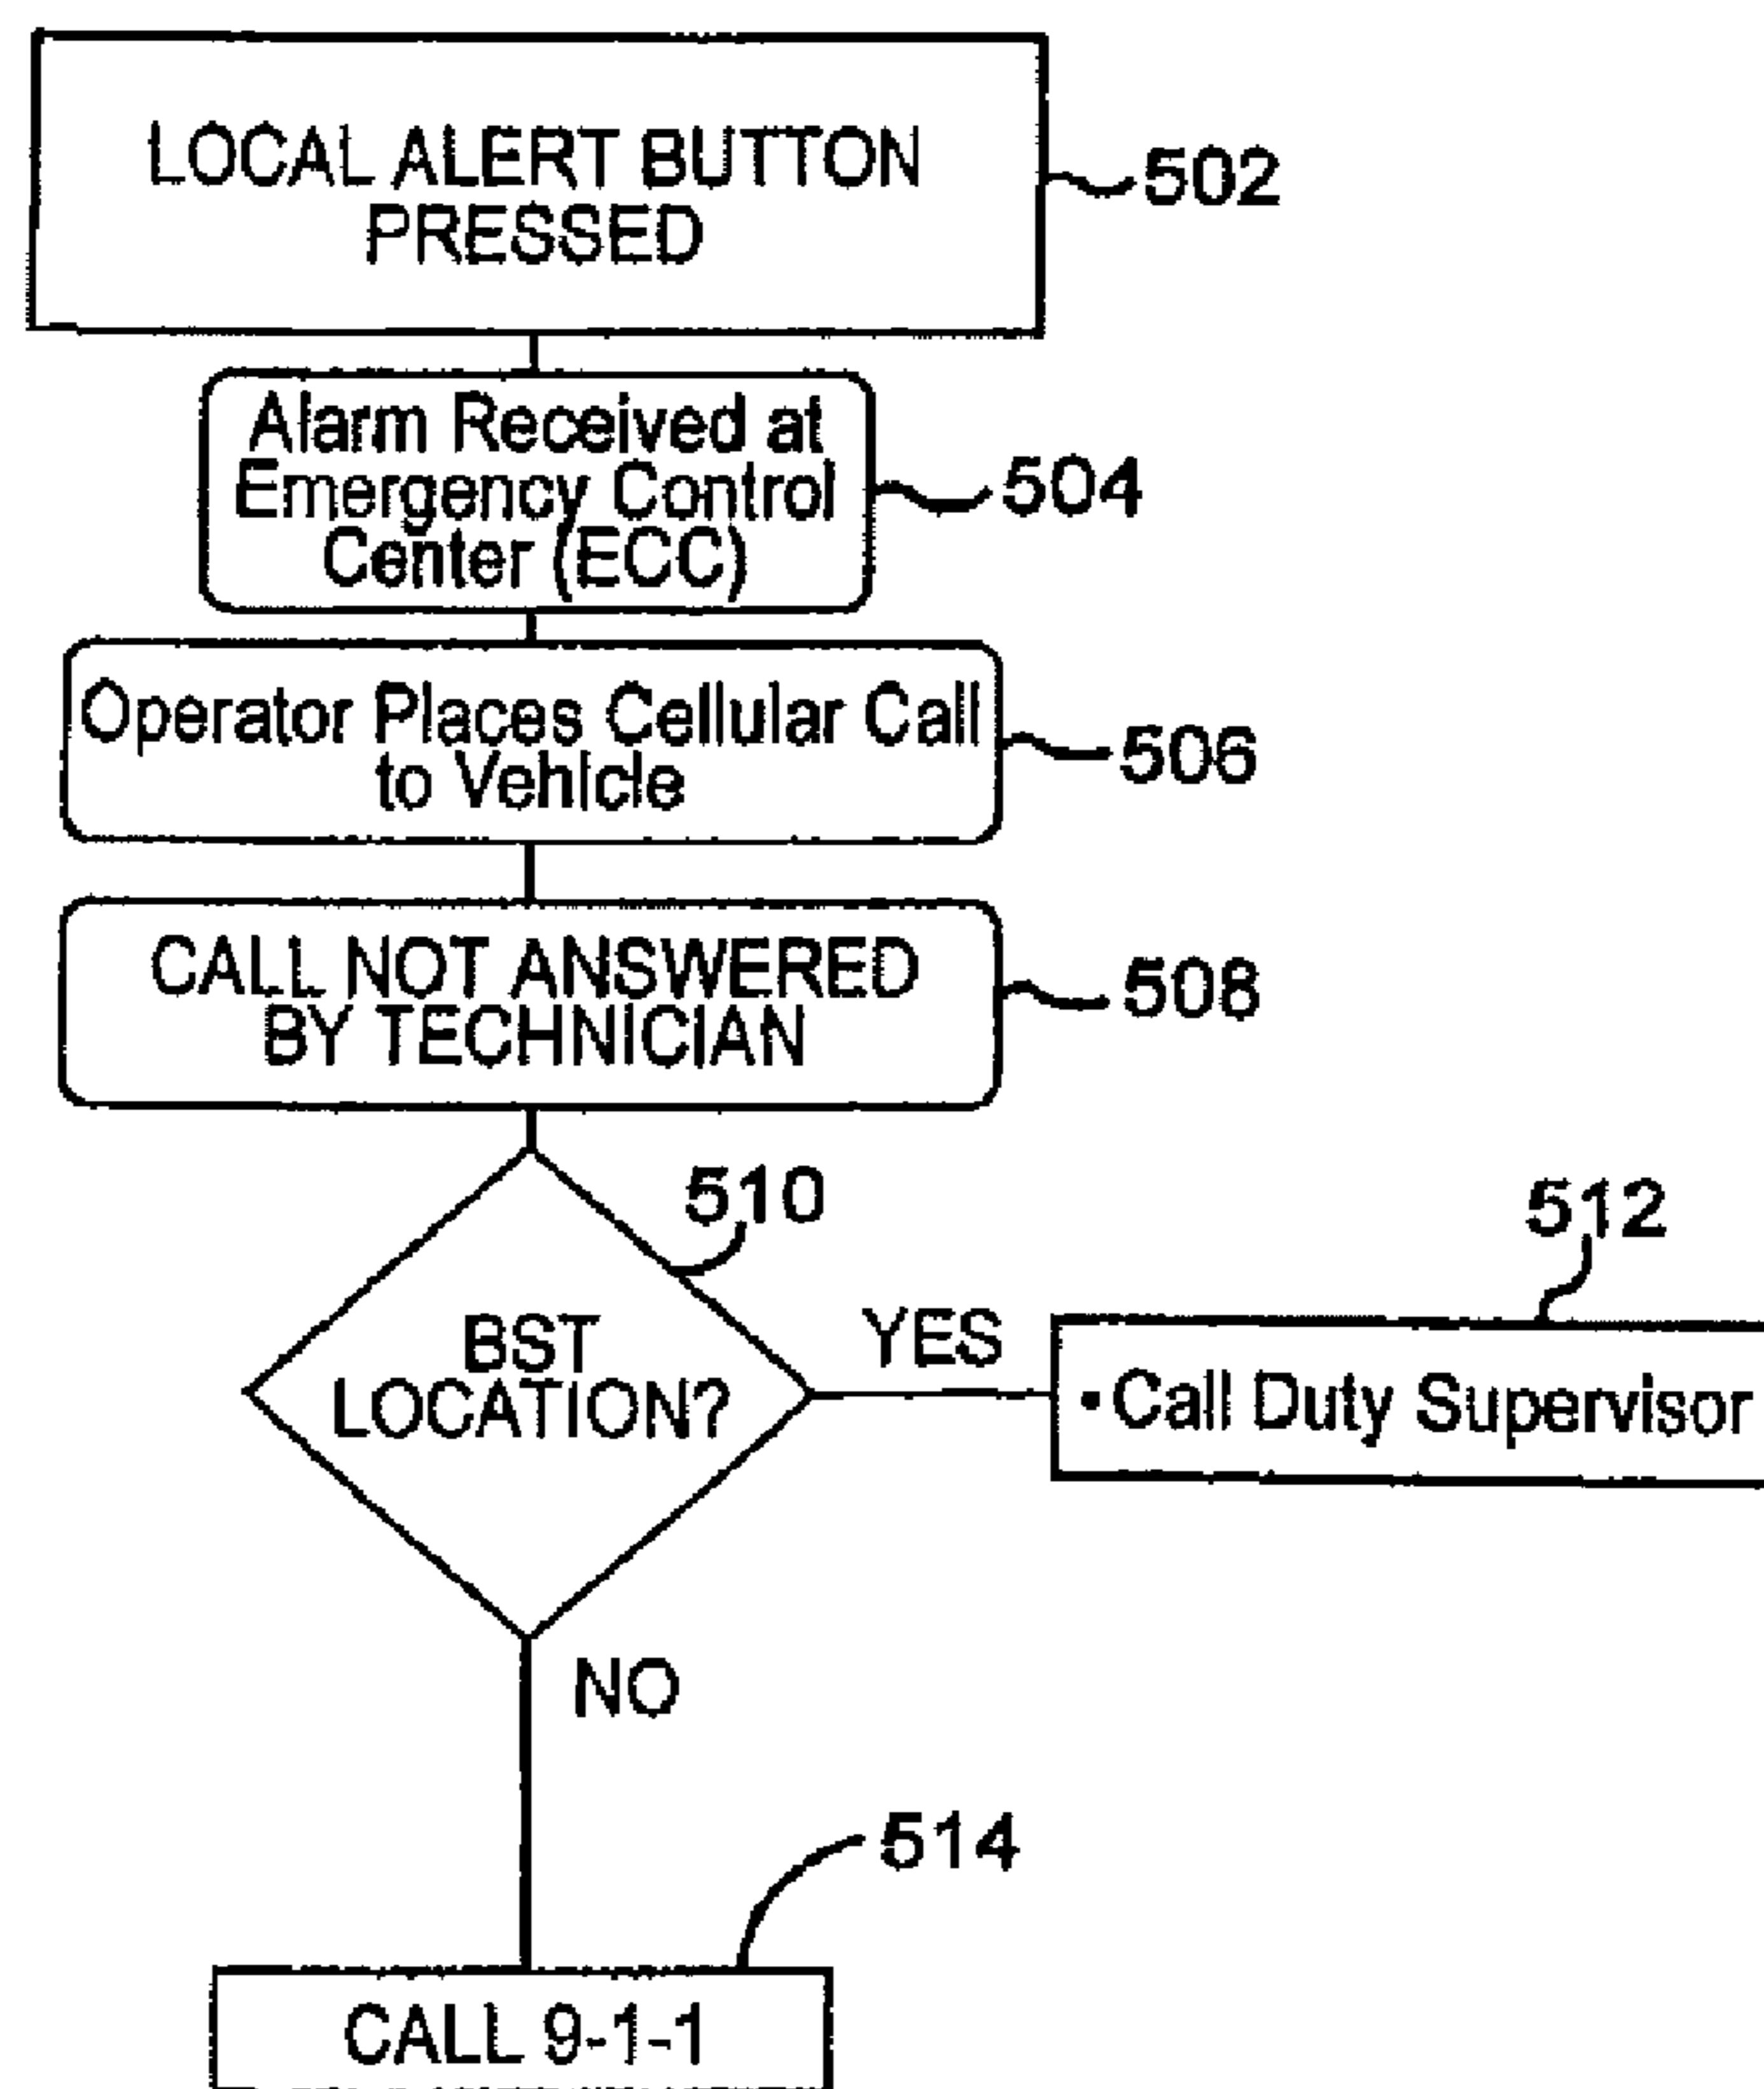 LOCAL ALERT BUTTON
PRESSED
502
Alarm Received at
Emergency Control
Center (ECC)
504
Operator Places Cellular Call
to Vehicle
506
CALL NOT ANSWERED
BY TECHNICIAN
508
510
BST
LOCATION?
YES
512
•Call Duty Supervisor
NO
514
CALL 9-1-1